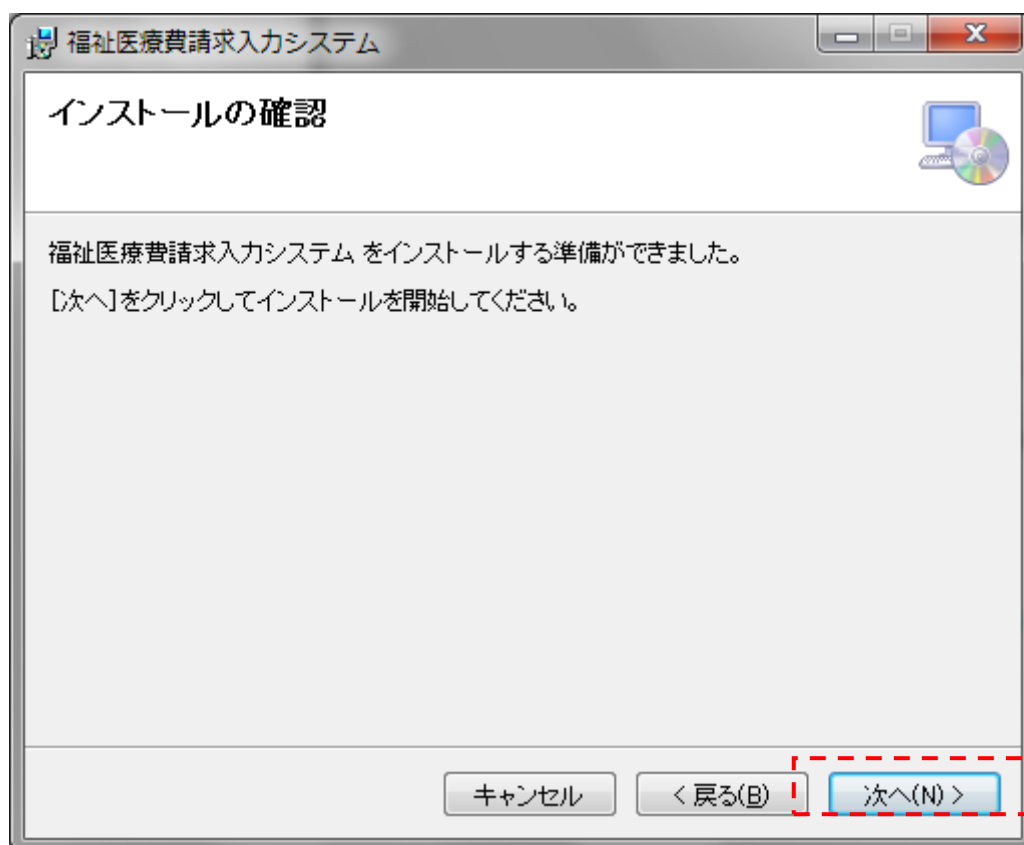 福祉医療費請求入力システム
インストールの確認
福祉医療費請求入力システム をインストールする準備ができました。
[次へ]をクリックしてインストールを開始してください。
キャンセル
< 戻る(B)
次へ(N) >